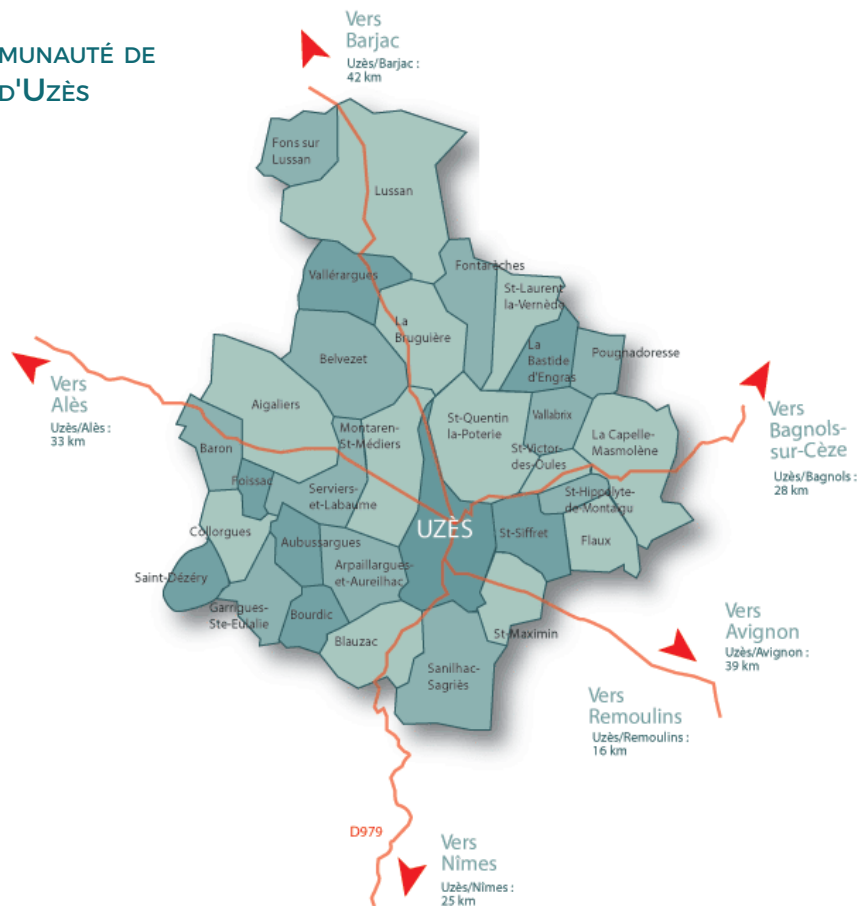 MUNAUTÉ DE
D'UZÈS
Vers
Barjac
Uzès/Barjac :
42 km
Fons sur
Lussan
Lussan
Fontarèches
Vallérargues
St-Laurent
la-Vernède
La
Bruguière
La
Bastide
d'Engras
Pougnadoresse
Belvezet
Vers
Alès
Uzès/Alès :
33 km
Aigaliers
Montaren-
St-Médiers
St-Quentin
la-Poterie
Vallabrix
Vers
Bagnols-
sur-Cèze
Uzès/Bagnols :
28 km
Baron
St-Victor-
des-Oules
La Capelle-
Masmolène
Foissac
Serviers-
et-Labaume
St-Hippolyte-
de-Montaigu
Collorgues
UZÈS
St-Siffret
Flaux
Aubussargues
Arpaillargues-
et-Aureilhac
Saint-Dézéry
Garrigues-
Ste-Eulalie
Bourdic
Blauzac
St-Maximin
Sanilhac-
Sagriès
Vers
Avignon
Uzès/Avignon :
39 km
Vers
Remoulins
Uzès/Remoulins :
16 km
D979
Vers
Nîmes
Uzès/Nîmes :
25 km